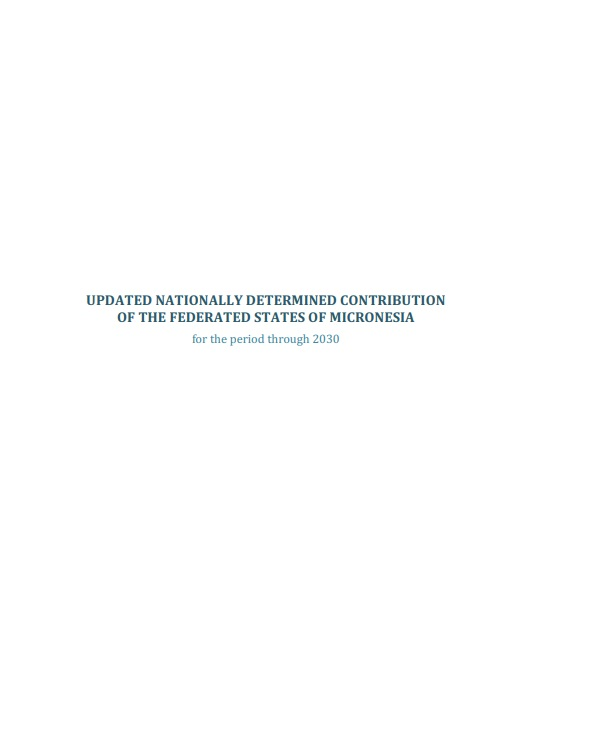 UPDATED NATIONALLY DETERMINED CONTRIBUTION
OF THE FEDERATED STATES OF MICRONESIA
for the period through 2030